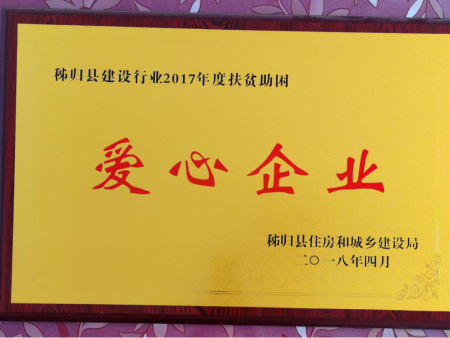 秭归县建设行业2017年度扶贫助困
爱心企业
秭归县住房和城乡建设局
二〇一八年四月